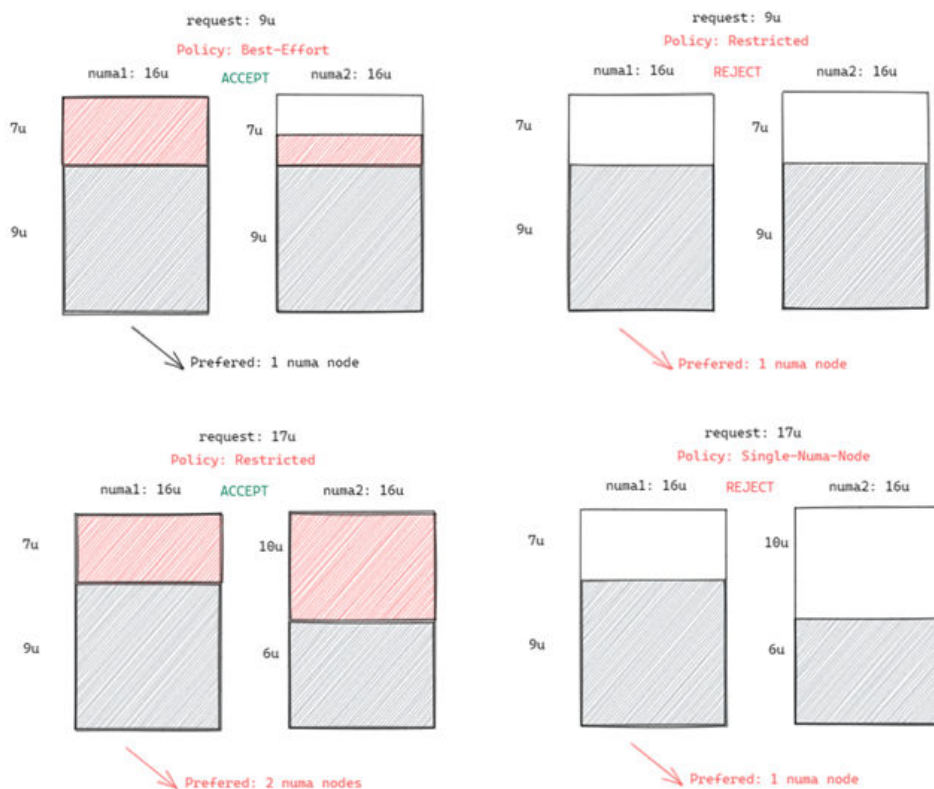 request: 9u
Policy: Best-Effort
numa1: 16u
ACCEPT
numa2: 16u
7u
7u
9u
9u
Prefered: 1 numa node
request: 9u
Policy: Restricted
numa1: 16u
REJECT
numa2: 16u
7u
7u
9u
9u
Prefered: 1 numa node
request: 17u
Policy: Restricted
numa1: 16u
ACCEPT
numa2: 16u
7u
10u
9u
6u
Prefered: 2 numa nodes
request: 17u
Policy: Single-Numa-Node
numa1: 16u
REJECT
numa2: 16u
7u
10u
9u
6u
Prefered: 1 numa node